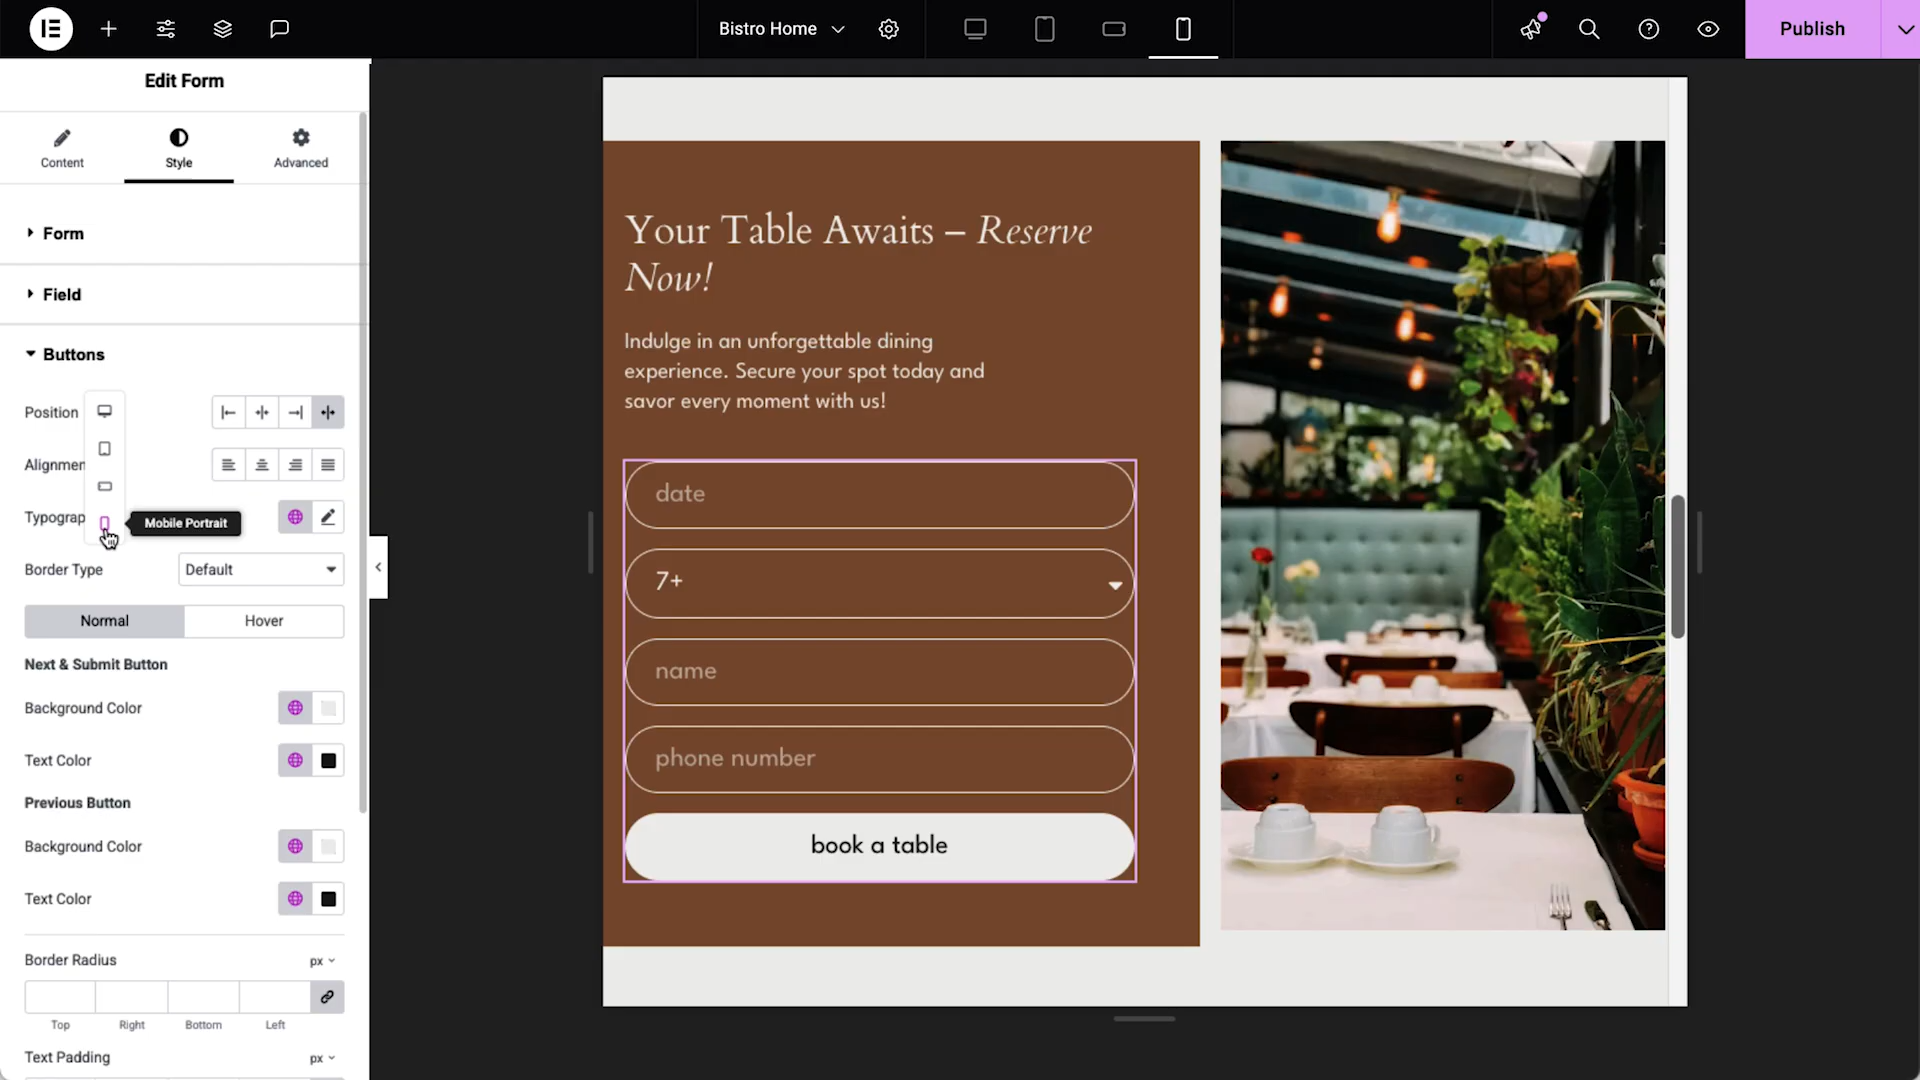 Bistro Home
Publish
Edit Form
Content
Style
Advanced
Form
Field
Buttons
Position
Alignmen
Typograp
Mobile Portrait
Border Type
Default
Normal
Hover
Next & Submit Button
Background Color
Text Color
Previous Button
Background Color
Text Color
Border Radius
px
Top
Right
Bottom
Left
Text Padding
px
Your Table Awaits – Reserve
Now!
Indulge in an unforgettable dining
experience. Secure your spot today and
savor every moment with us!
date
7+
name
phone number
book a table